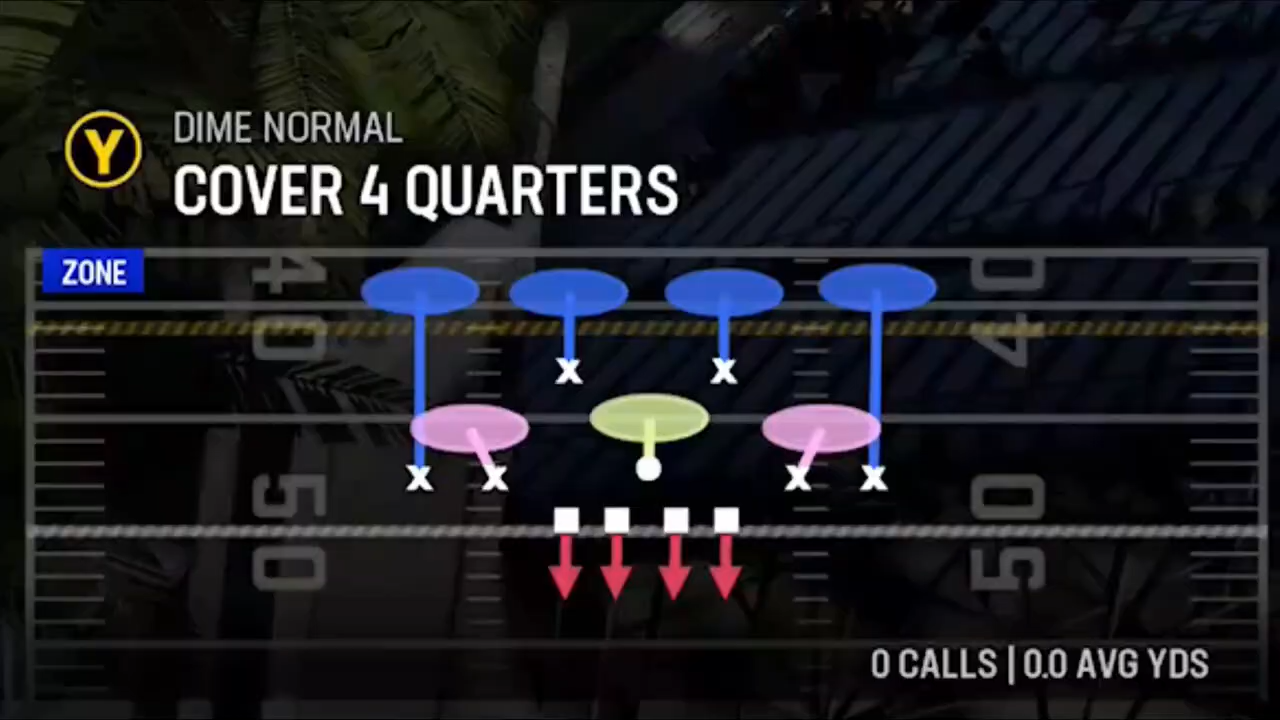 Y
DIME NORMAL
COVER 4 QUARTERS
ZONE
40
40
X X
X X X X
50
50
0 CALLS | 0.0 AVG YDS